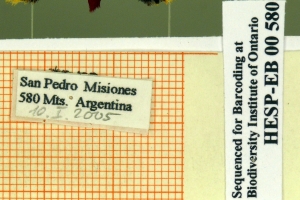 San Pedro Misiones
580 Mts. Argentina
10. I. 2005
Sequenced for Barcoding at
Biodiversity Institute of Ontario
HESP-EB 00 580